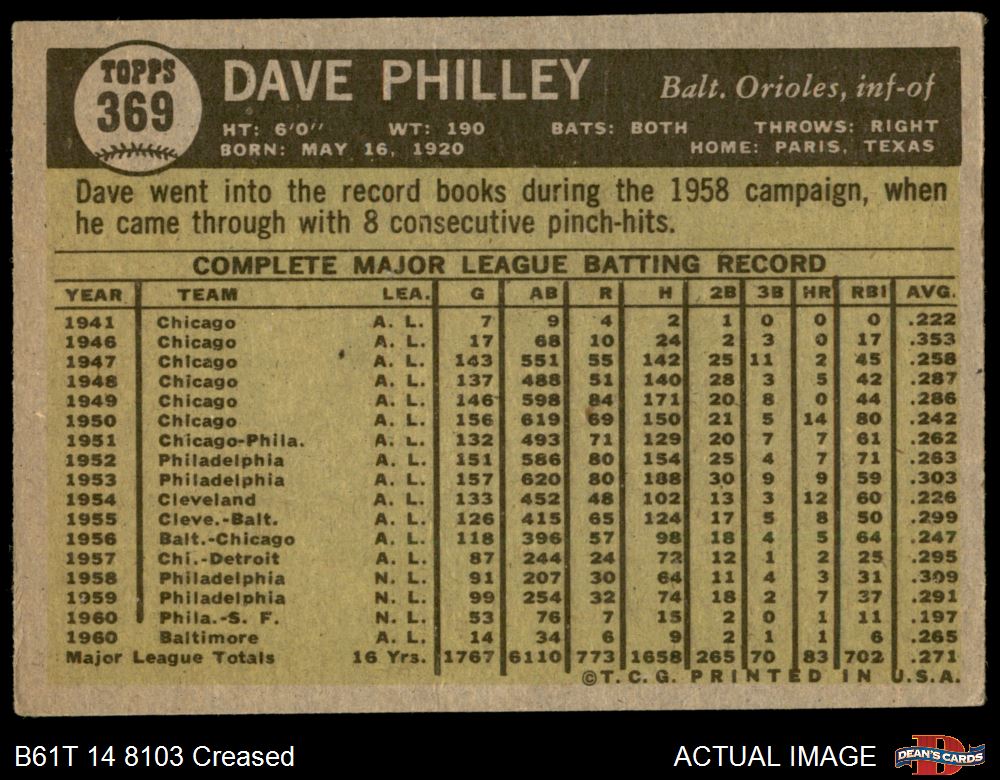 TOPPS
369
DAVE PHILLEY
Balt. Orioles, inf-of
HT: 6'0" WT: 190 BATS: BOTH THROWS: RIGHT
BORN: MAY 16, 1920 HOME: PARIS, TEXAS
Dave went into the record books during the 1958 campaign, when
he came through with 8 consecutive pinch-hits.
COMPLETE MAJOR LEAGUE BATTING RECORD
YEAR TEAM LEA. G AB R H 2B 3B HR RBI AVG.
1941 Chicago A. L. 7 9 4 2 1 0 0 0 .222
1946 Chicago A. L. 17 68 10 24 2 3 0 17 .353
1947 Chicago A. L. 143 551 55 142 25 11 2 45 .258
1948 Chicago A. L. 137 488 51 140 28 3 5 42 .287
1949 Chicago A. L. 146 598 84 171 20 8 0 44 .286
1950 Chicago A. L. 156 619 69 150 21 5 14 80 .242
1951 Chicago-Phila. A. L. 132 493 71 129 20 7 7 61 .262
1952 Philadelphia A. L. 151 586 80 154 25 4 7 71 .263
1953 Philadelphia A. L. 157 620 80 188 30 9 9 59 .303
1954 Cleveland A. L. 133 452 48 102 13 3 12 60 .226
1955 Cleve.-Balt. A. L. 126 415 65 124 17 5 8 50 .299
1956 Balt.-Chicago A. L. 118 396 57 98 18 4 5 64 .247
1957 Chi.-Detroit A. L. 87 244 24 72 12 1 2 25 .295
1958 Philadelphia N. L. 91 207 30 64 11 4 3 31 .309
1959 Philadelphia N. L. 99 254 32 74 18 2 7 37 .291
1960 Phila.-S. F. N. L. 53 76 7 15 2 0 1 11 .197
1960 Baltimore A. L. 14 34 6 9 2 1 1 6 .265
Major League Totals 16 Yrs. 1767 6110 773 1658 265 70 83 702 .271
©T. C. G. PRINTED IN U.S.A.
B61T 14 8103 Creased ACTUAL IMAGE DEAN'S CARDS